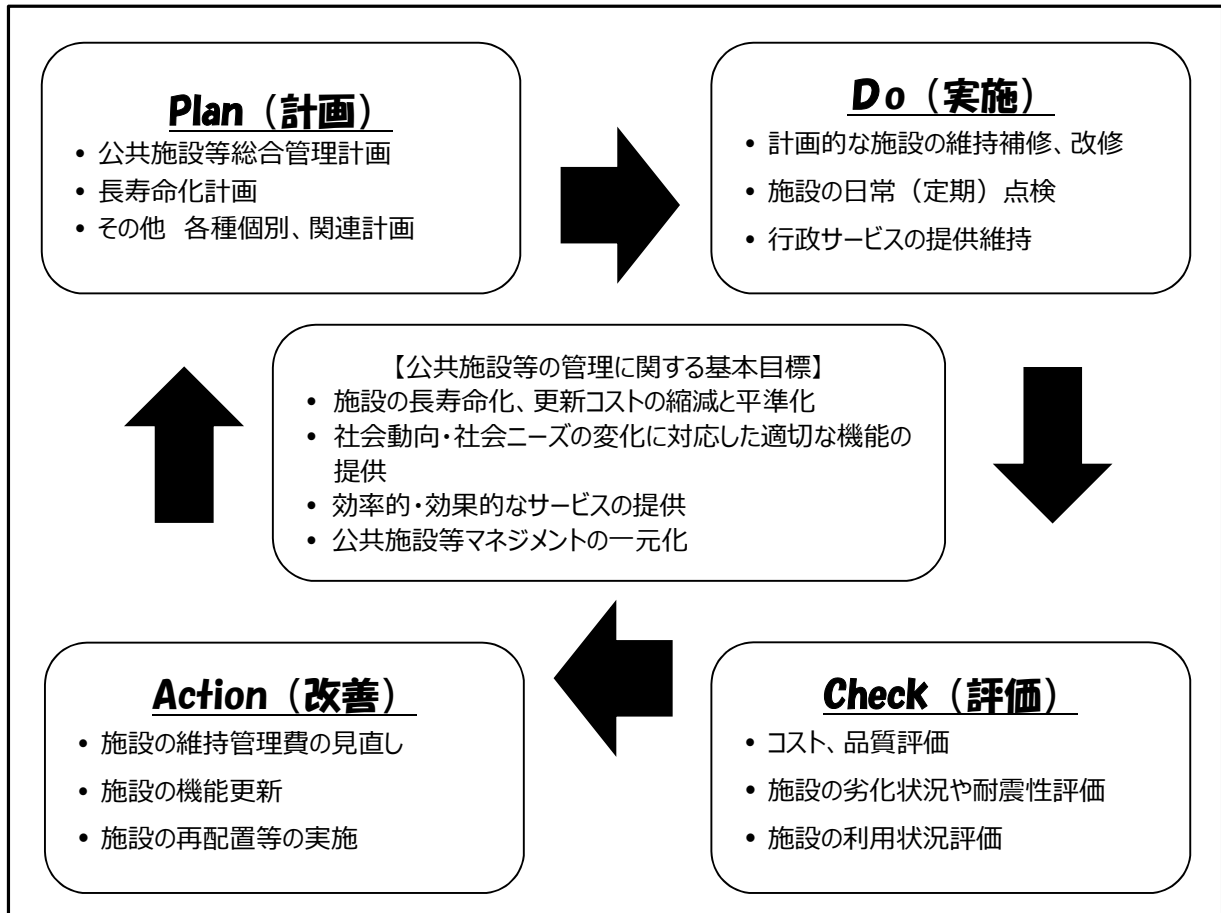 Plan（計画）
• 公共施設等総合管理計画
• 長寿命化計画
• その他　各種個別、関連計画
Do（実施）
• 計画的な施設の維持補修、改修
• 施設の日常（定期）点検
• 行政サービスの提供維持
【公共施設等の管理に関する基本目標】
• 施設の長寿命化、更新コストの縮減と平準化
• 社会動向・社会ニーズの変化に対応した適切な機能の
提供
• 効率的・効果的なサービスの提供
• 公共施設等マネジメントの一元化
Action（改善）
• 施設の維持管理費の見直し
• 施設の機能更新
• 施設の再配置等の実施
Check（評価）
• コスト、品質評価
• 施設の劣化状況や耐震性評価
• 施設の利用状況評価